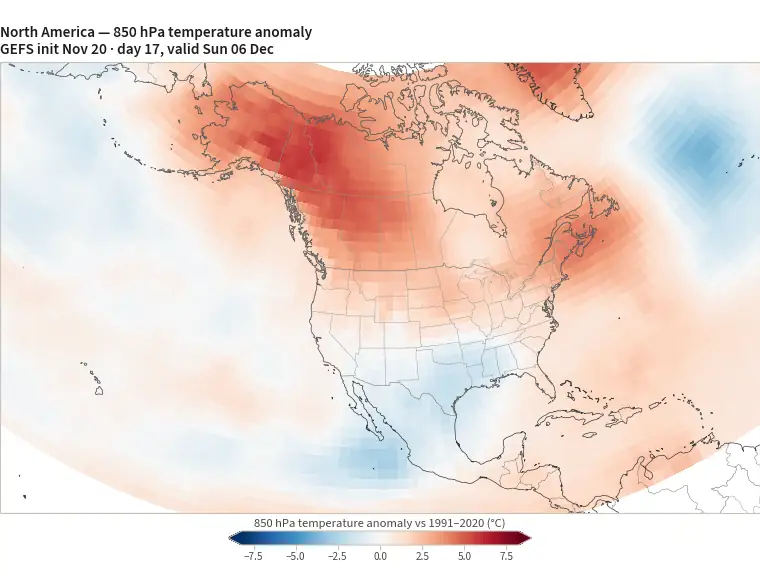 North America — 850 hPa temperature anomaly
GEFS init Nov 20 · day 17, valid Sun 06 Dec
850 hPa temperature anomaly vs 1991–2020 (°C)
−7.5 −5.0 −2.5 0.0 2.5 5.0 7.5